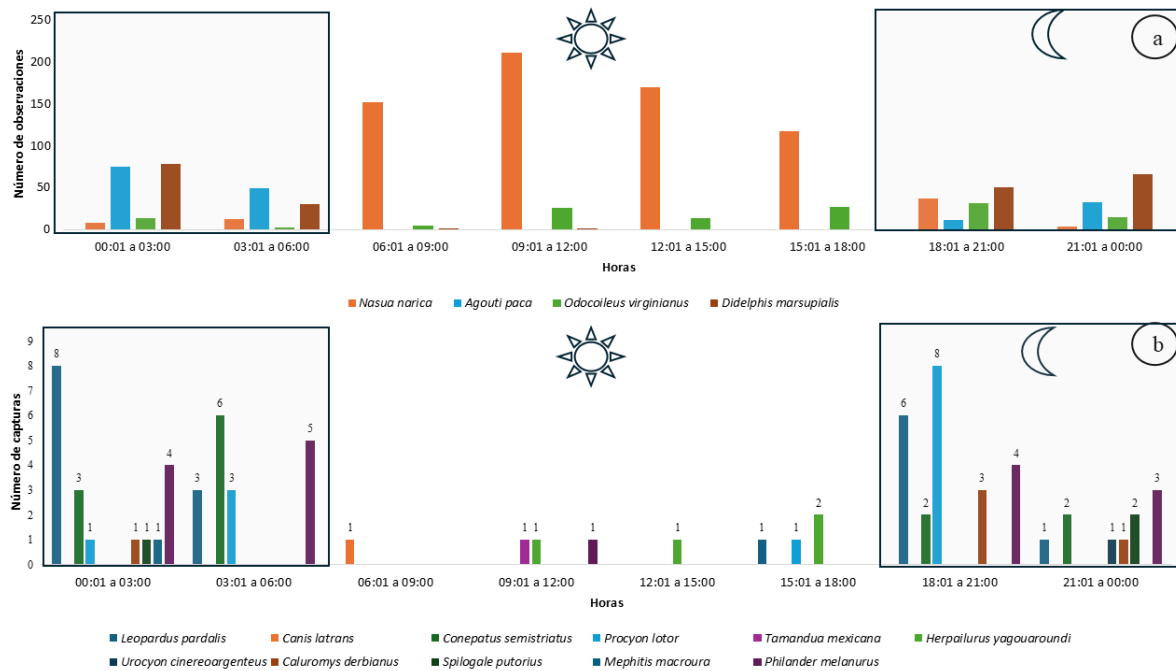 250
200
150
100
50
0
Número de observaciones
a
00:01 a 03:00 03:01 a 06:00 06:01 a 09:00 09:01 a 12:00 12:01 a 15:00 15:01 a 18:00 18:01 a 21:00 21:01 a 00:00
Horas
Nasua narica Agouti paca Odocoileus virginianus Didelphis marsupialis
9
8
7
6
5
4
3
2
1
0
Número de capturas
b
8 3 1 1 1 1 4 3 6 3 5 1 1 1 1 1 1 1 2 6 2 8 3 4 1 2 1 1 2 3
00:01 a 03:00 03:01 a 06:00 06:01 a 09:00 09:01 a 12:00 12:01 a 15:00 15:01 a 18:00 18:01 a 21:00 21:01 a 00:00
Horas
Leopardus pardalis Canis latrans Conepatus semistriatus Procyon lotor Tamandua mexicana Herpailurus yagouaroundi
Urocyon cinereoargenteus Caluromys derbianus Spilogale putorius Mephitis macroura Philander melanurus